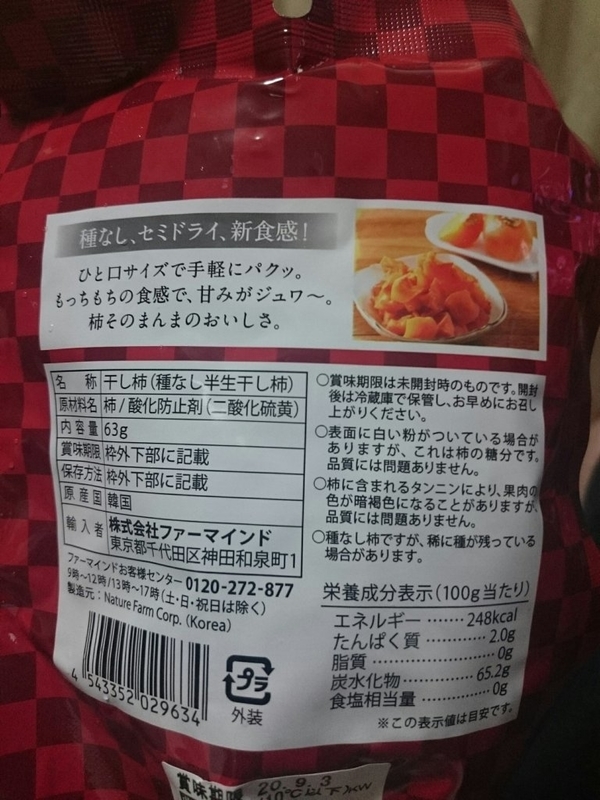 種なし、セミドライ、新食感!
ひと口サイズで手軽にパクッ。
もっちもちの食感で、甘みがジュワ〜。
柿そのまんまのおいしさ。
名 称 干し柿(種なし半生干し柿)
原材料名 柿/酸化防止剤(二酸化硫黄)
内容量 63g
賞味期限 枠外下部に記載
保存方法 枠外下部に記載
原産国 韓国
輸入者 株式会社ファーマインド
東京都千代田区神田和泉町1
ファーマインドお客様センター 0120-272-877
9時〜12時/13時〜17時(土・日・祝日は除く)
製造元:Nature Farm Corp. (Korea)
4 543352 029634
プラ
外装
○賞味期限は未開封時のものです。開封
後は冷蔵庫で保管し、お早めにお召し
上がりください。
○表面に白い粉がついている場合が
ありますが、これは柿の糖分です。
品質には問題ありません。
○柿に含まれるタンニンにより、果肉の
色が暗褐色になることがありますが、
品質には問題ありません。
○種なし柿ですが、稀に種が残っている
場合があります。
栄養成分表示(100g当たり)
エネルギー……248kcal
たんぱく質………2.0g
脂質………………0g
炭水化物…………65.2g
食塩相当量………0g
※この表示値は目安です。
賞味期限 20.9.3